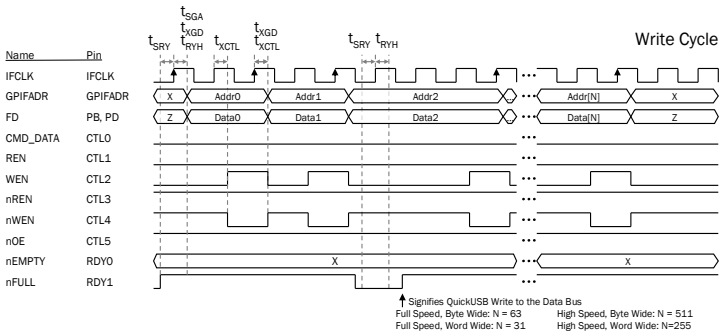 Write Cycle
tSGA
tXGD
tRYH
tSRY
tXCTL
tXGD
tXCTL
tSRY
tRYH
Name Pin
IFCLK IFCLK
GPIFADR GPIFADR X Addr0 Addr1 Addr2 ... Addr[N] X
FD PB, PD Z Data0 Data1 Data2 ... Data[N] Z
CMD_DATA CTL0 ...
REN CTL1 ...
WEN CTL2 ...
nREN CTL3 ...
nWEN CTL4 ...
nOE CTL5 ...
nEMPTY RDY0 X ... X
nFULL RDY1 ...
Signifies QuickUSB Write to the Data Bus
Full Speed, Byte Wide: N = 63 High Speed, Byte Wide: N = 511
Full Speed, Word Wide: N = 31 High Speed, Word Wide: N=255